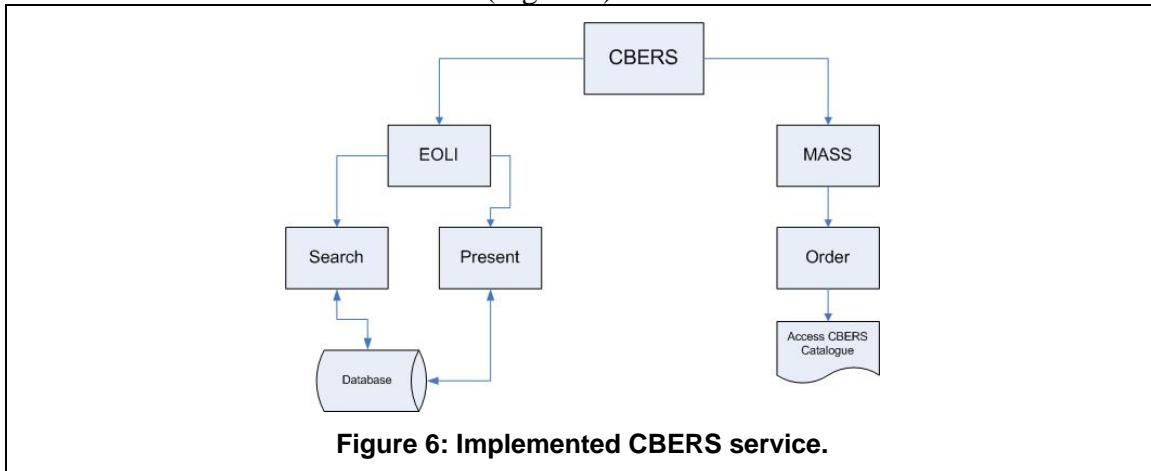 CBERS
EOLI
MASS
Search
Present
Order
Access CBERS
Catalogue
Database
Figure 6: Implemented CBERS service.